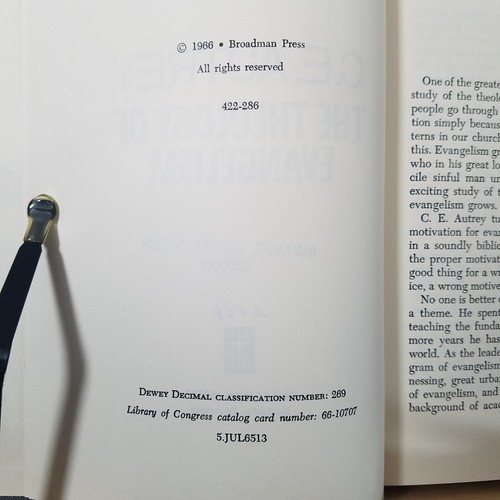 © 1966 • Broadman Press
All rights reserved
422-286
DEWEY DECIMAL CLASSIFICATION NUMBER: 269
Library of Congress catalog card number: 66-10707
5.JUL6513
One of the greate
study of the theol
people go through
tion simply becaus
terns in our church
this. Evangelism gr
who in his great lo
cile sinful man un
exciting study of t
evangelism grows.
C. E. Autrey tu
motivation for evan
in a soundly biblic
the proper motivat
good thing for a wr
ice, a wrong motive
No one is better
a theme. He spent
teaching the funda
more years he has
world. As the leade
gram of evangelism
nessing, great urba
of evangelism, and
background of acad